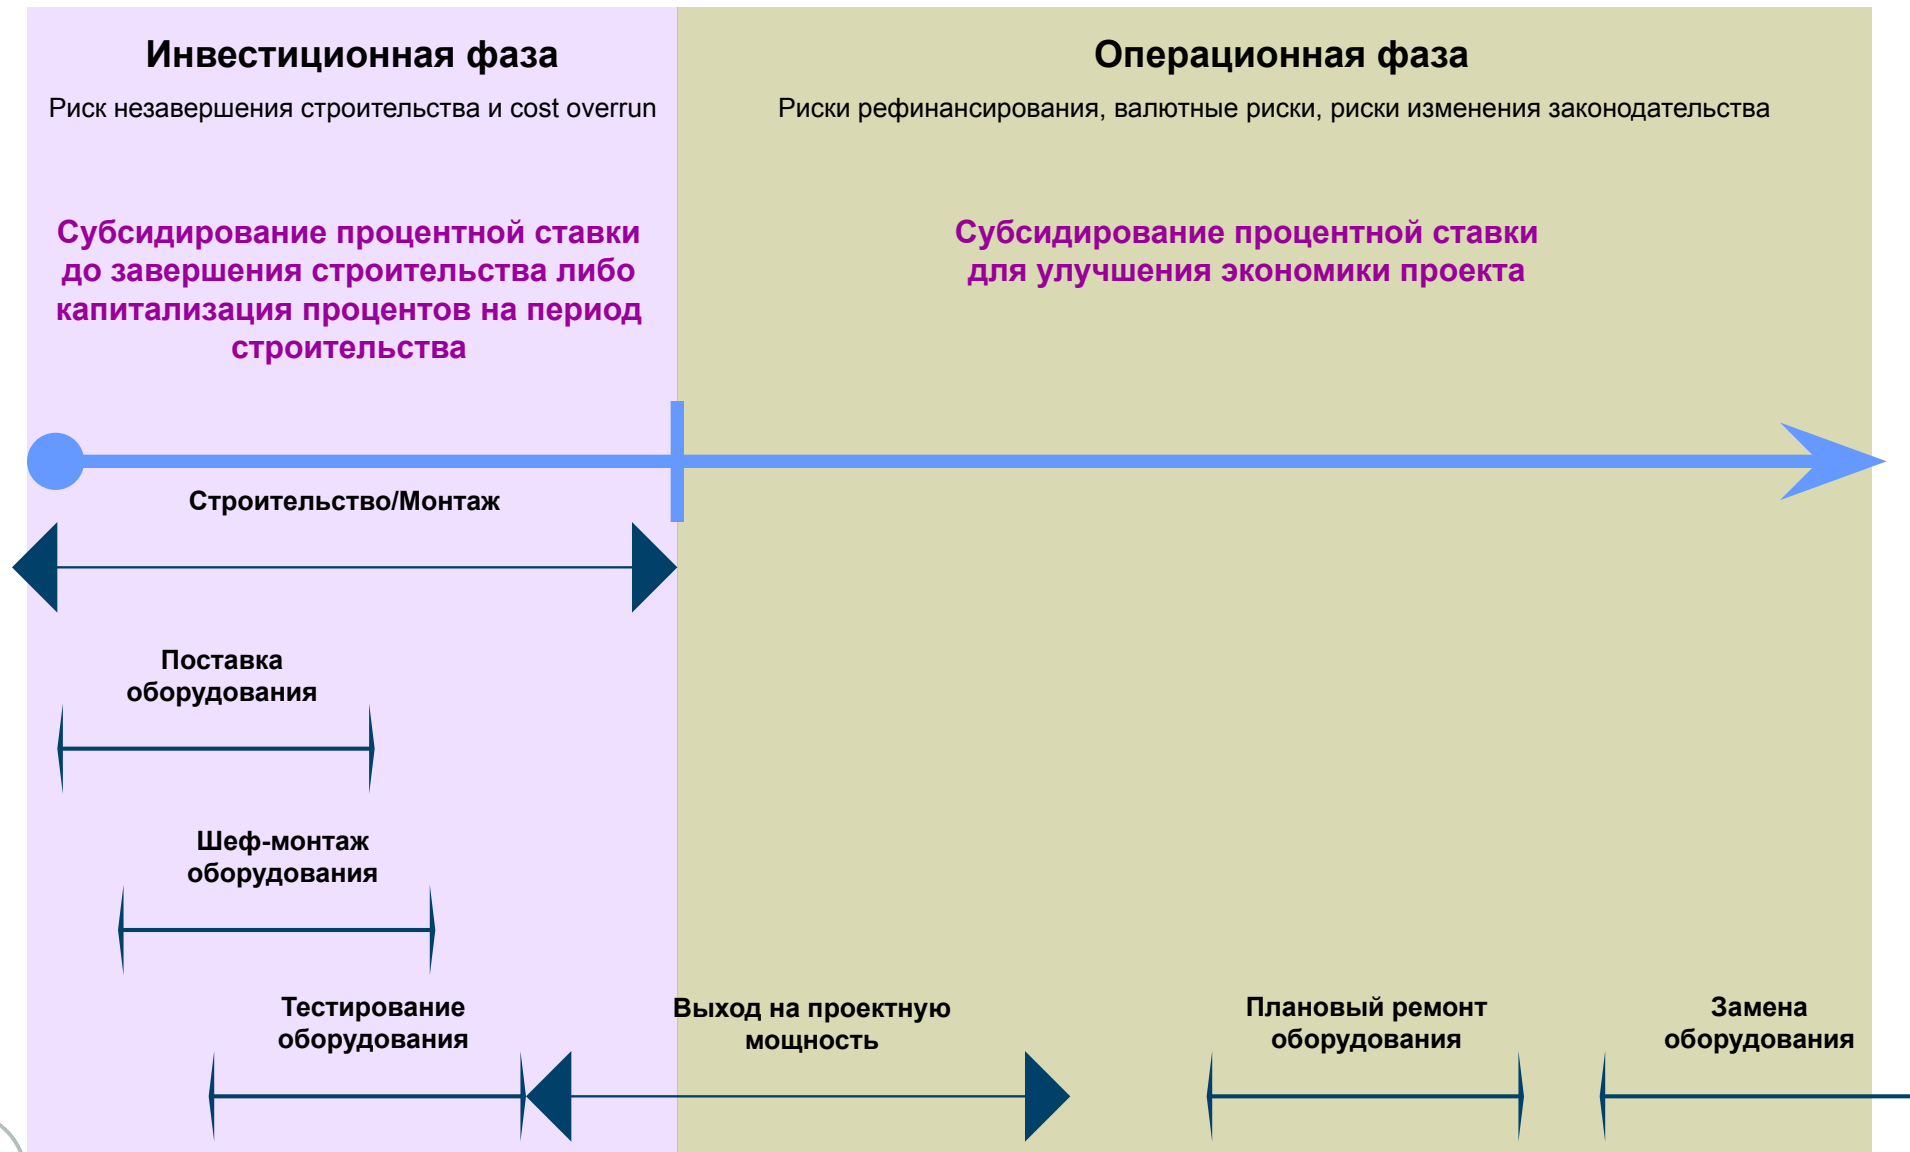 Инвестиционная фаза
Риск незавершения строительства и cost overrun
Операционная фаза
Риски рефинансирования, валютные риски, риски изменения законодательства
Субсидирование процентной ставки
до завершения строительства либо
капитализация процентов на период
строительства
Субсидирование процентной ставки
для улучшения экономики проекта
Строительство/Монтаж
Поставка
оборудования
Шеф-монтаж
оборудования
Тестирование
оборудования
Выход на проектную
мощность
Плановый ремонт
оборудования
Замена
оборудования